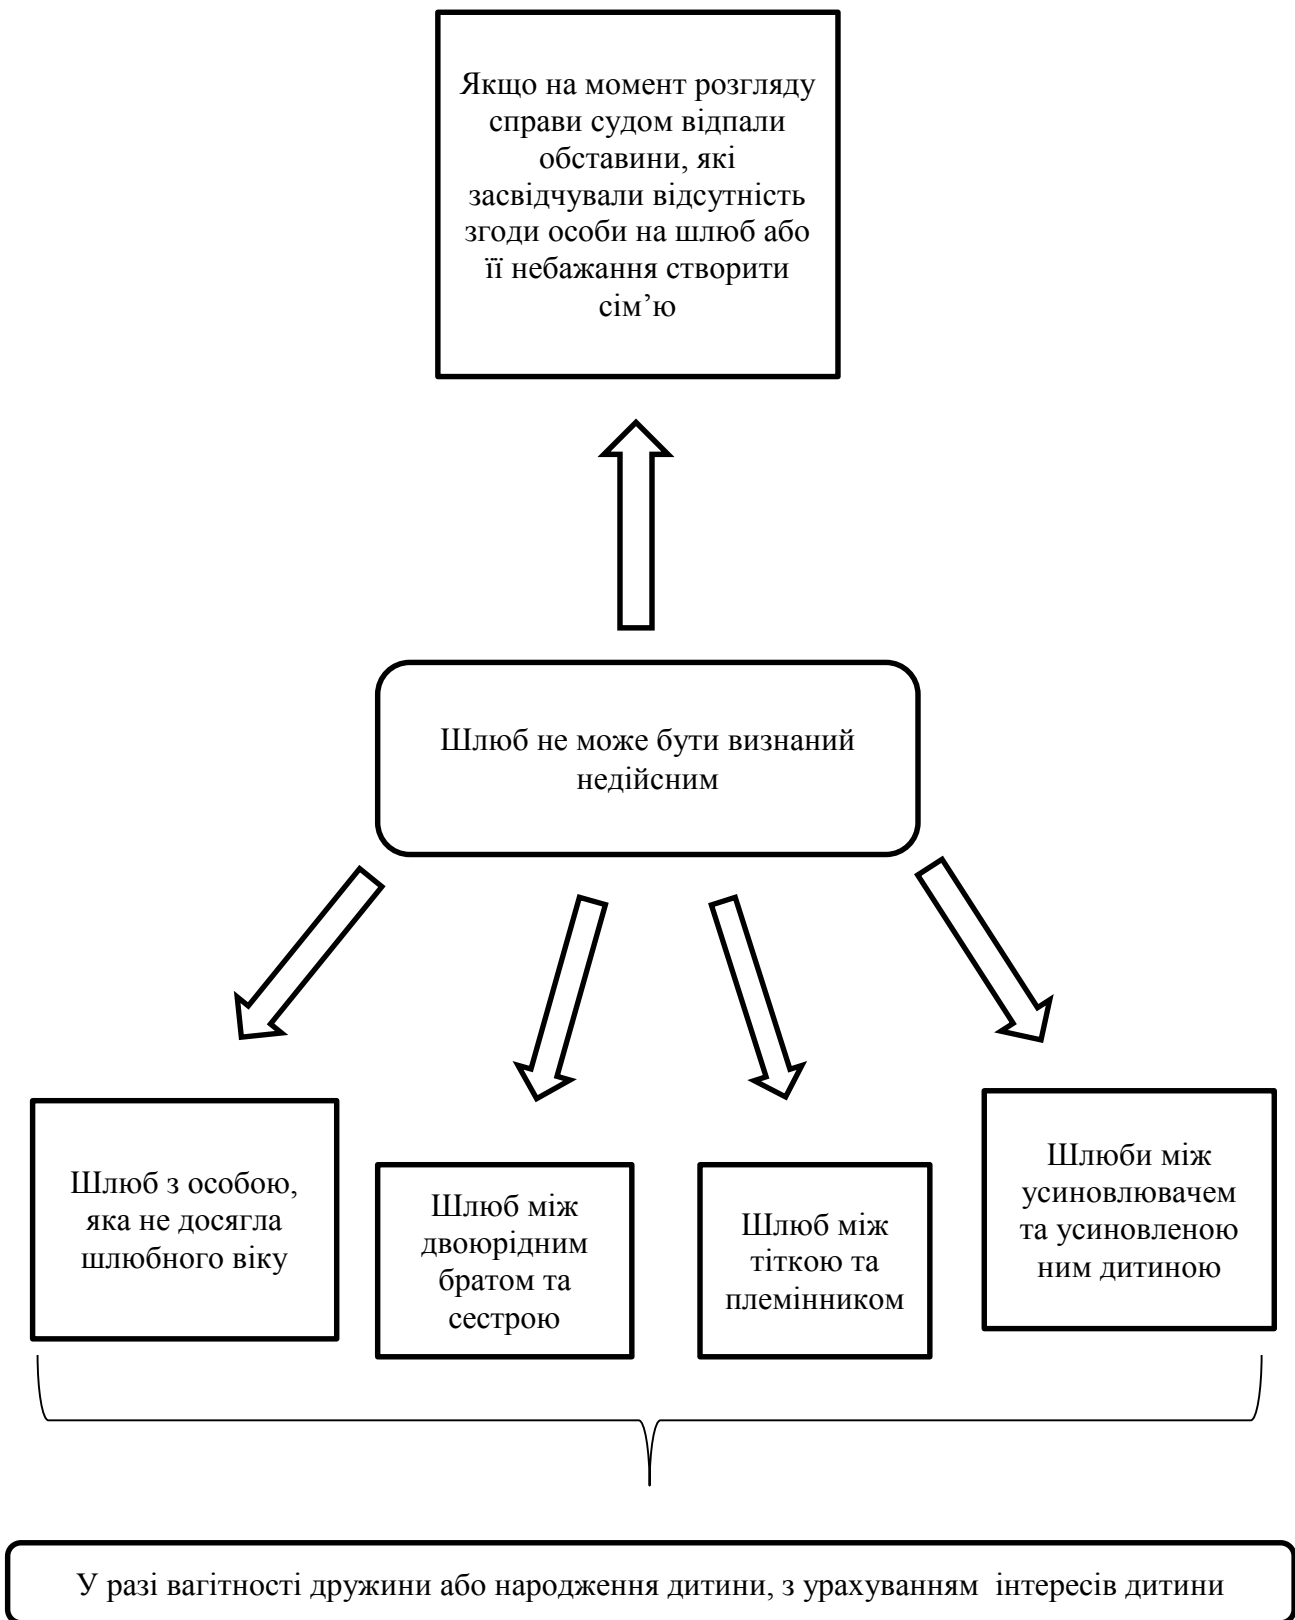 Якщо на момент розгляду
справи судом відпали
обставини, які
засвідчували відсутність
згоди особи на шлюб або
її небажання створити
сім’ю
Шлюб не може бути визнаний
недійсним
Шлюб з особою,
яка не досягла
шлюбного віку
Шлюб між
двоюрідним
братом та
сестрою
Шлюб між
тіткою та
племінником
Шлюби між
усиновлювачем
та усиновленою
ним дитиною
У разі вагітності дружини або народження дитини, з урахуванням інтересів дитини